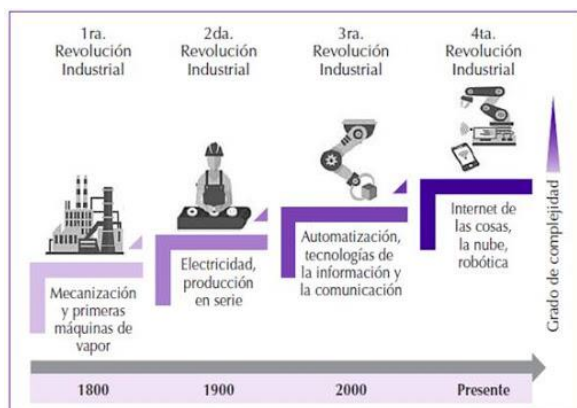 1ra.
Revolución
Industrial
2da.
Revolución
Industrial
3ra.
Revolución
Industrial
4ta.
Revolución
Industrial
Mecanización
y primeras
máquinas de
vapor
Electricidad,
producción
en serie
Automatización,
tecnologías de
la información y
la comunicación
Internet de
las cosas,
la nube,
robótica
Grado de complejidad
1800
1900
2000
Presente